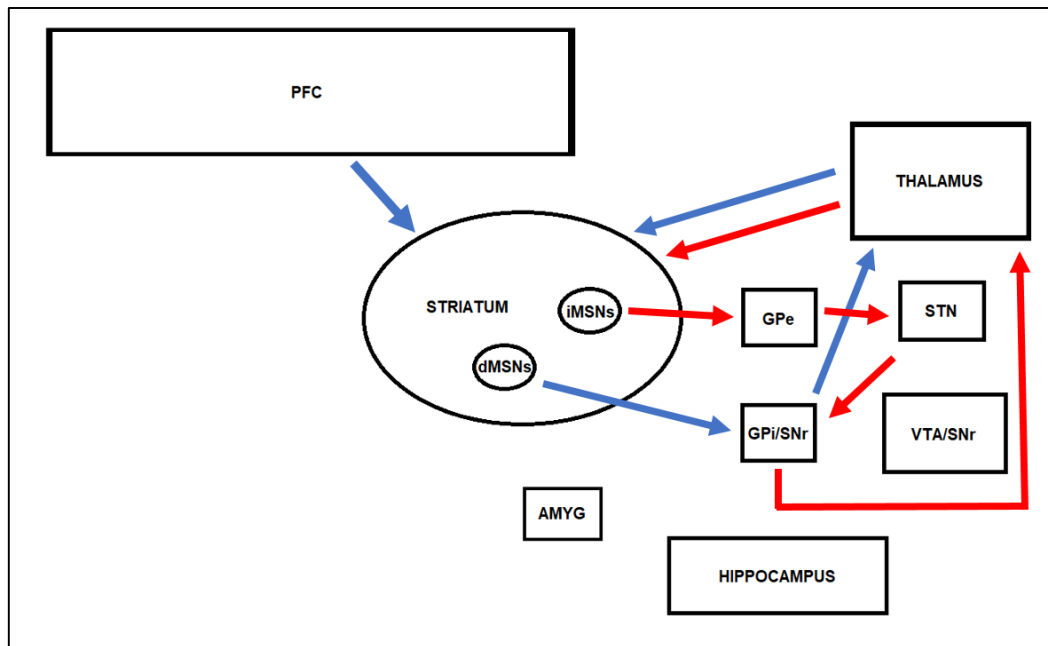 PFC
THALAMUS
STRIATUM
iMSNs
GPe
STN
dMSNs
GPi/SNr
VTA/SNr
AMYG
HIPPOCAMPUS